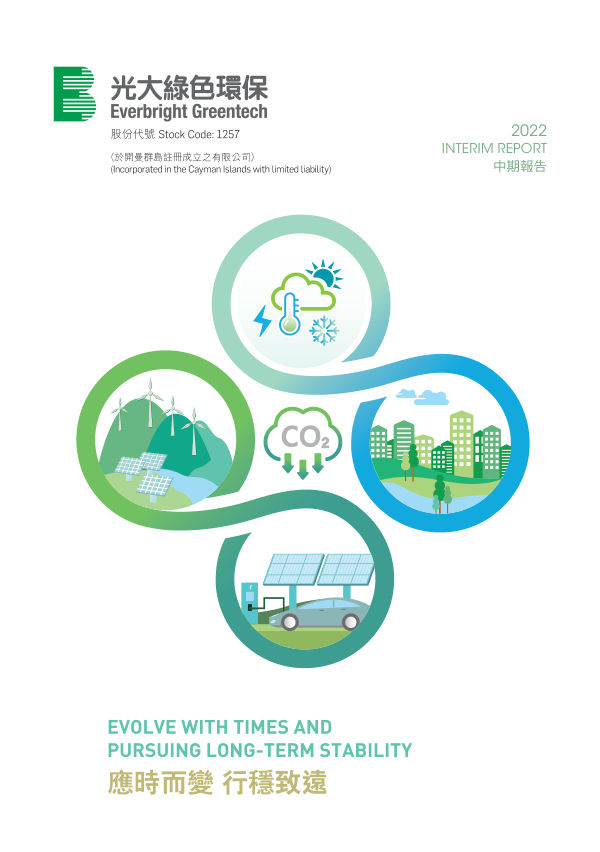 光大綠色環保
Everbright Greentech
股份代號 Stock Code: 1257
（於開曼群島註冊成立之有限公司）
(Incorporated in the Cayman Islands with limited liability)
2022
INTERIM REPORT
中期報告
CO2
EVOLVE WITH TIMES AND
PURSUING LONG-TERM STABILITY
應時而變 行穩致遠